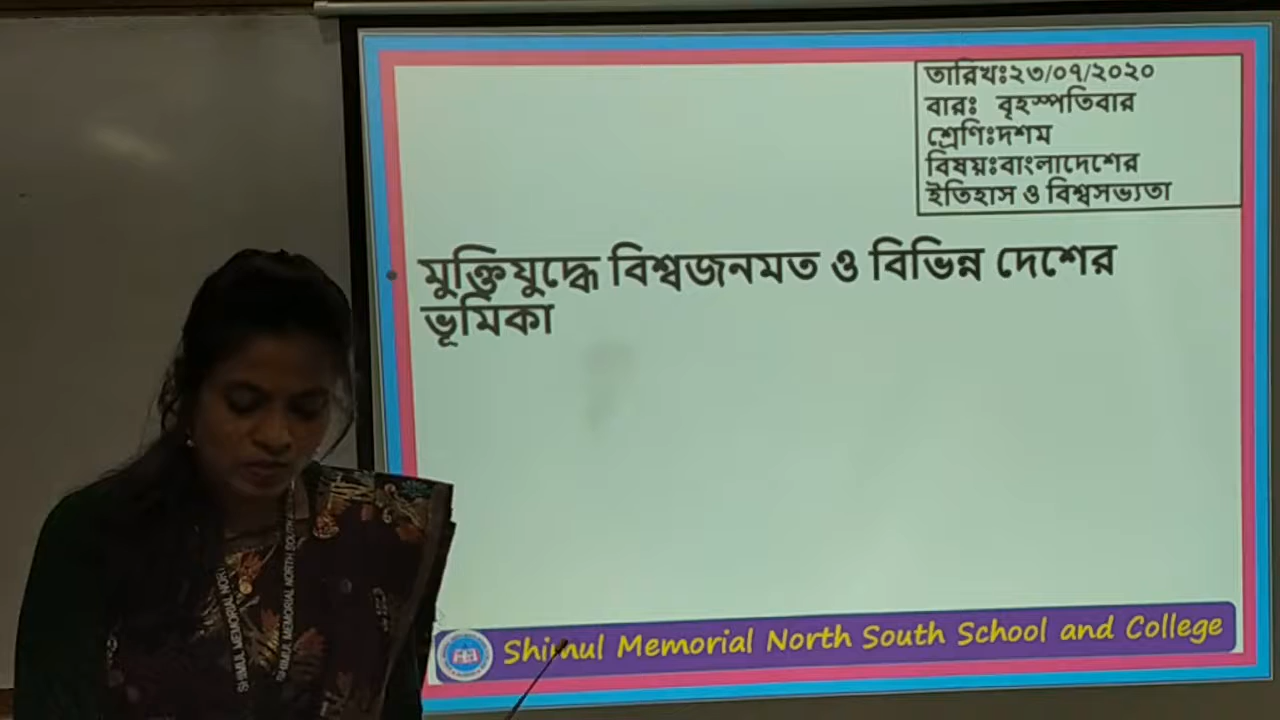 তারিখঃ২৩/০৭/২০২০
বারঃ বৃহস্পতিবার
শ্রেণিঃদশম
বিষয়ঃবাংলাদেশের
ইতিহাস ও বিশ্বসভ্যতা
• মুক্তিযুদ্ধে বিশ্বজনমত ও বিভিন্ন দেশের
ভূমিকা
Shimul Memorial North South School and College